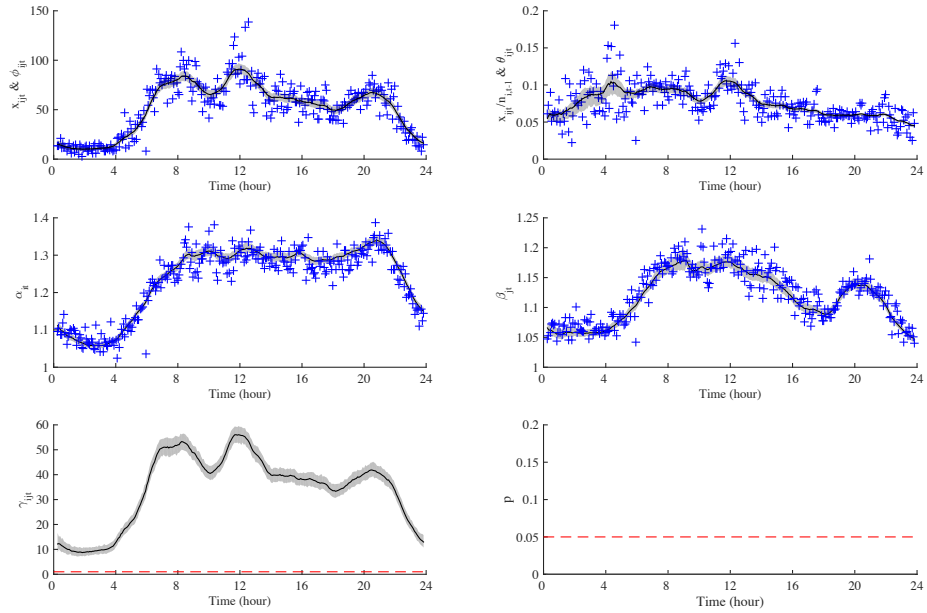 150
100
50
0
x_ijt & ϕ_ijt
0 4 8 12 16 20 24
Time (hour)
0.2
0.15
0.1
0.05
0
x_ijt /n_i,t-1 & θ_ijt
0 4 8 12 16 20 24
Time (hour)
1.4
1.3
1.2
1.1
1
α_it
0 4 8 12 16 20 24
Time (hour)
1.25
1.2
1.15
1.1
1.05
1
β_jt
0 4 8 12 16 20 24
Time (hour)
60
50
40
30
20
10
0
γ_ijt
0 4 8 12 16 20 24
Time (hour)
0.2
0.15
0.1
0.05
0
p
0 4 8 12 16 20 24
Time (hour)